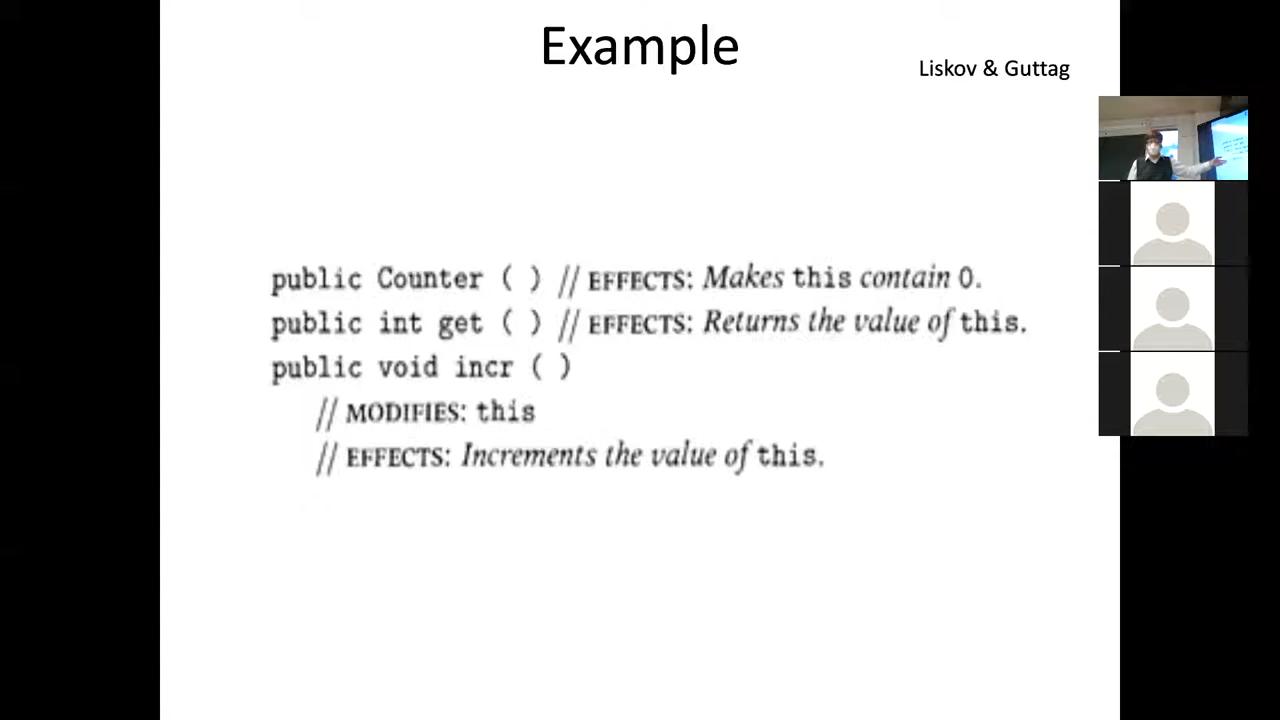 Example
Liskov & Guttag
public Counter ( ) // EFFECTS: Makes this contain 0.
public int get ( ) // EFFECTS: Returns the value of this.
public void incr ( )
// MODIFIES: this
// EFFECTS: Increments the value of this.